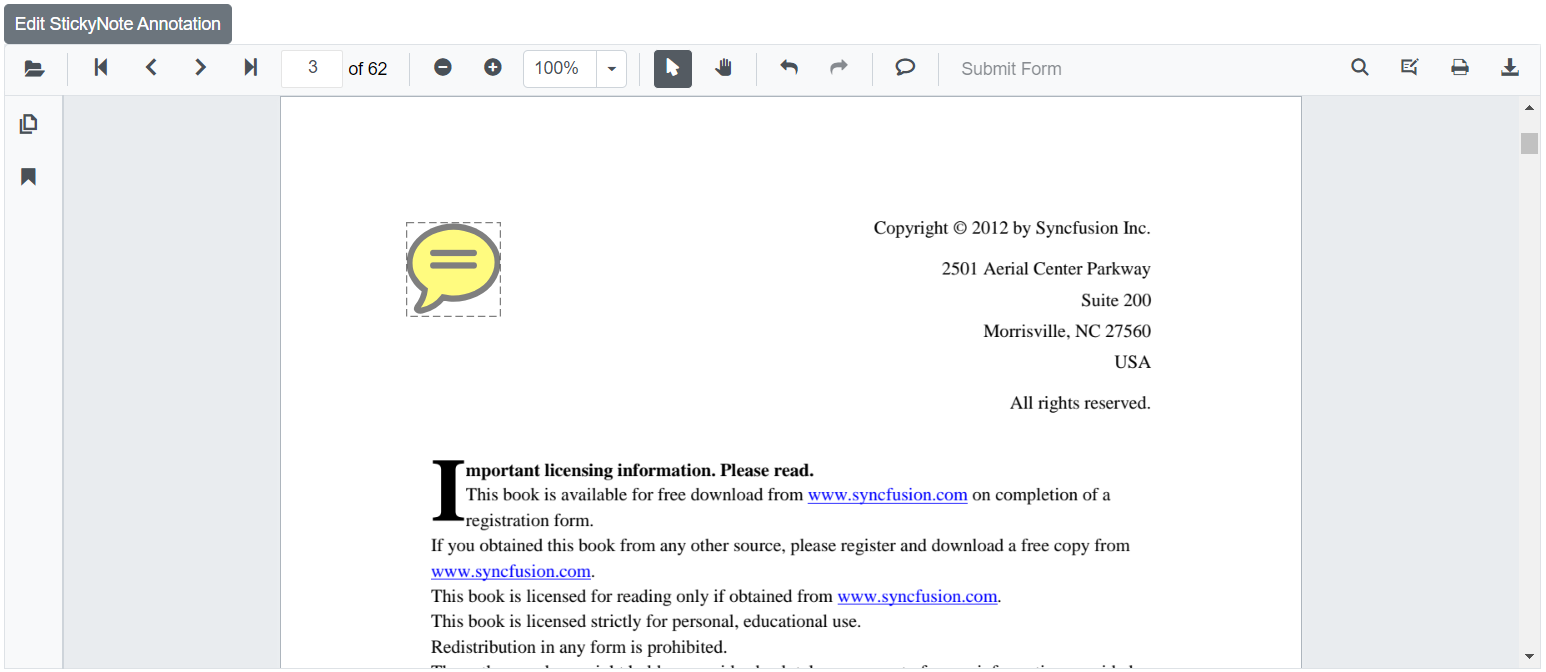 Edit StickyNote Annotation
3 of 62 100% Submit Form
Copyright © 2012 by Syncfusion Inc.
2501 Aerial Center Parkway
Suite 200
Morrisville, NC 27560
USA
All rights reserved.
Important licensing information. Please read.
This book is available for free download from www.syncfusion.com on completion of a
registration form.
If you obtained this book from any other source, please register and download a free copy from
www.syncfusion.com.
This book is licensed for reading only if obtained from www.syncfusion.com.
This book is licensed strictly for personal, educational use.
Redistribution in any form is prohibited.